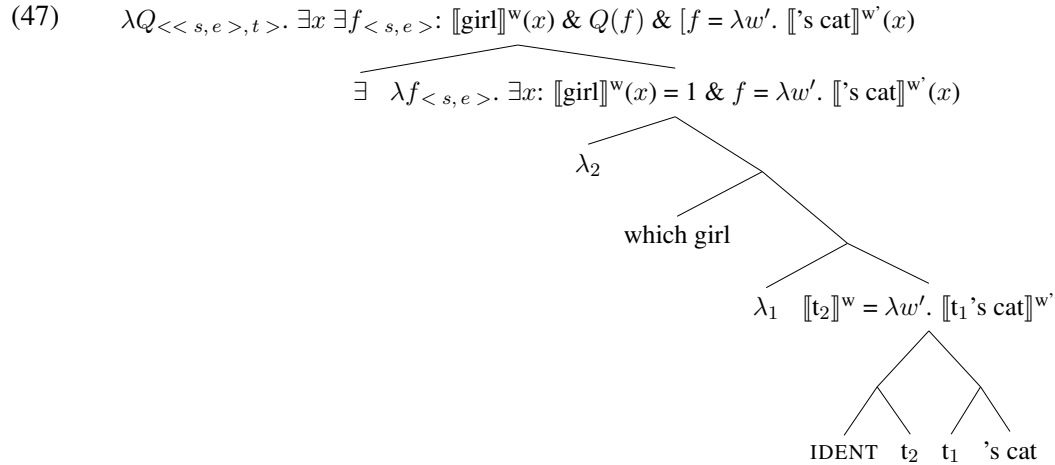 (47) λQ<< s, e >, t >. ∃x ∃f< s, e >: ⟦girl⟧ʷ(x) & Q(f) & [f = λw′. ⟦'s cat⟧ʷ'(x)
∃ λf< s, e >. ∃x: ⟦girl⟧ʷ(x) = 1 & f = λw′. ⟦'s cat⟧ʷ'(x)
λ₂
which girl
λ₁ ⟦t₂⟧ʷ = λw′. ⟦t₁'s cat⟧ʷ'
IDENT t₂ t₁ 's cat